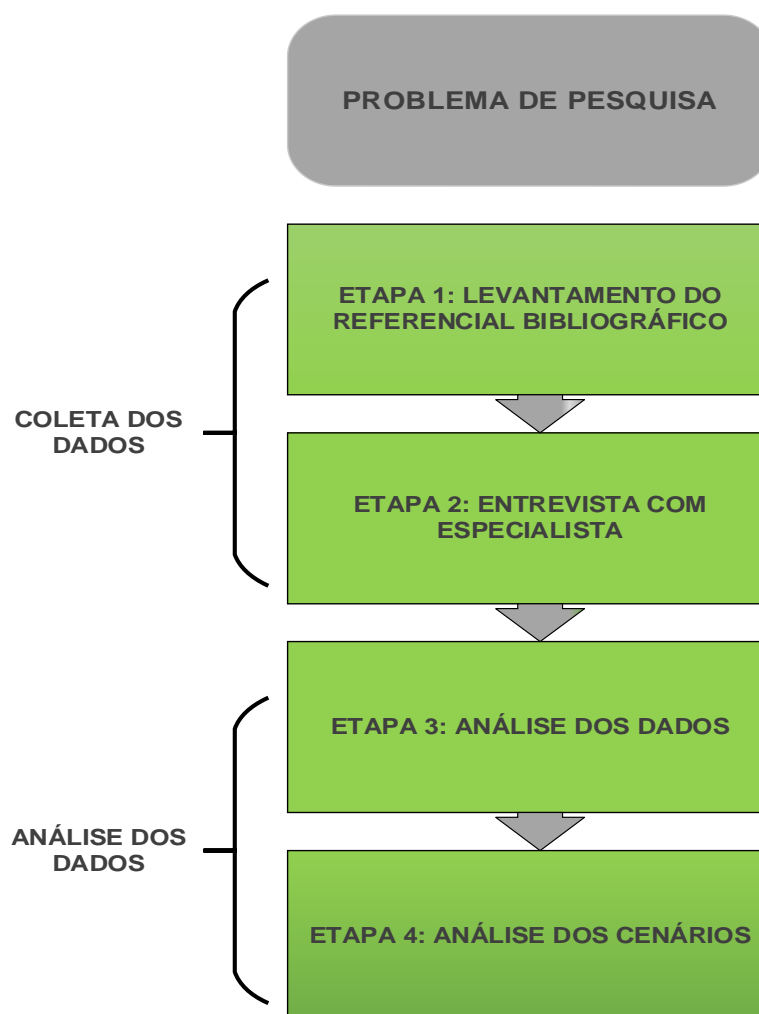 PROBLEMA DE PESQUISA
ETAPA 1: LEVANTAMENTO DO
REFERENCIAL BIBLIOGRÁFICO
COLETA DOS
DADOS
ETAPA 2: ENTREVISTA COM
ESPECIALISTA
ETAPA 3: ANÁLISE DOS DADOS
ANÁLISE DOS
DADOS
ETAPA 4: ANÁLISE DOS CENÁRIOS